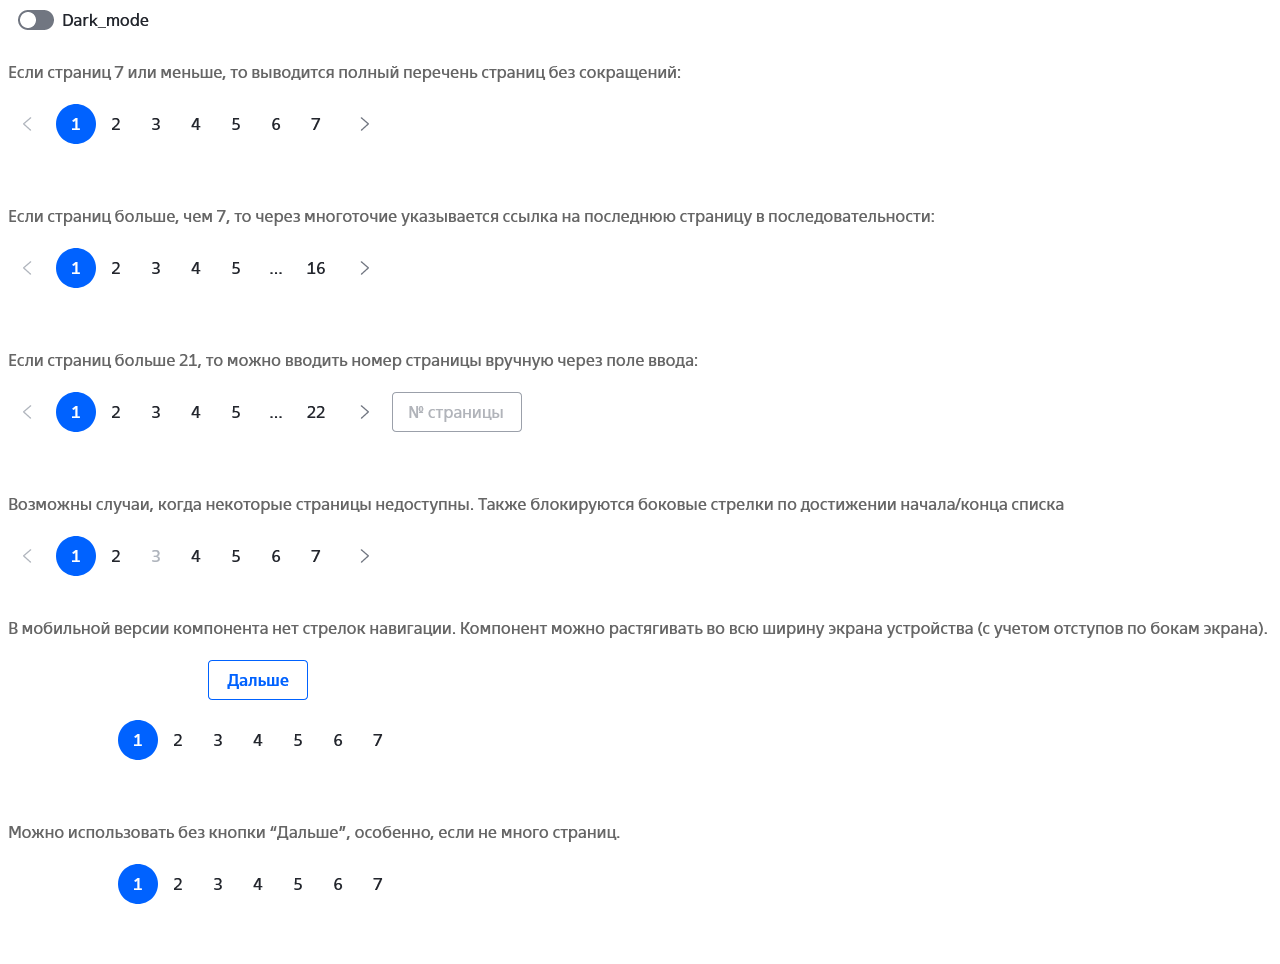 Dark_mode
Если страниц 7 или меньше, то выводится полный перечень страниц без сокращений:
1 2 3 4 5 6 7
Если страниц больше, чем 7, то через многоточие указывается ссылка на последнюю страницу в последовательности:
1 2 3 4 5 ... 16
Если страниц больше 21, то можно вводить номер страницы вручную через поле ввода:
1 2 3 4 5 ... 22 № страницы
Возможны случаи, когда некоторые страницы недоступны. Также блокируются боковые стрелки по достижении начала/конца списка
1 2 3 4 5 6 7
В мобильной версии компонента нет стрелок навигации. Компонент можно растягивать во всю ширину экрана устройства (с учетом отступов по бокам экрана).
Дальше
1 2 3 4 5 6 7
Можно использовать без кнопки “Дальше”, особенно, если не много страниц.
1 2 3 4 5 6 7